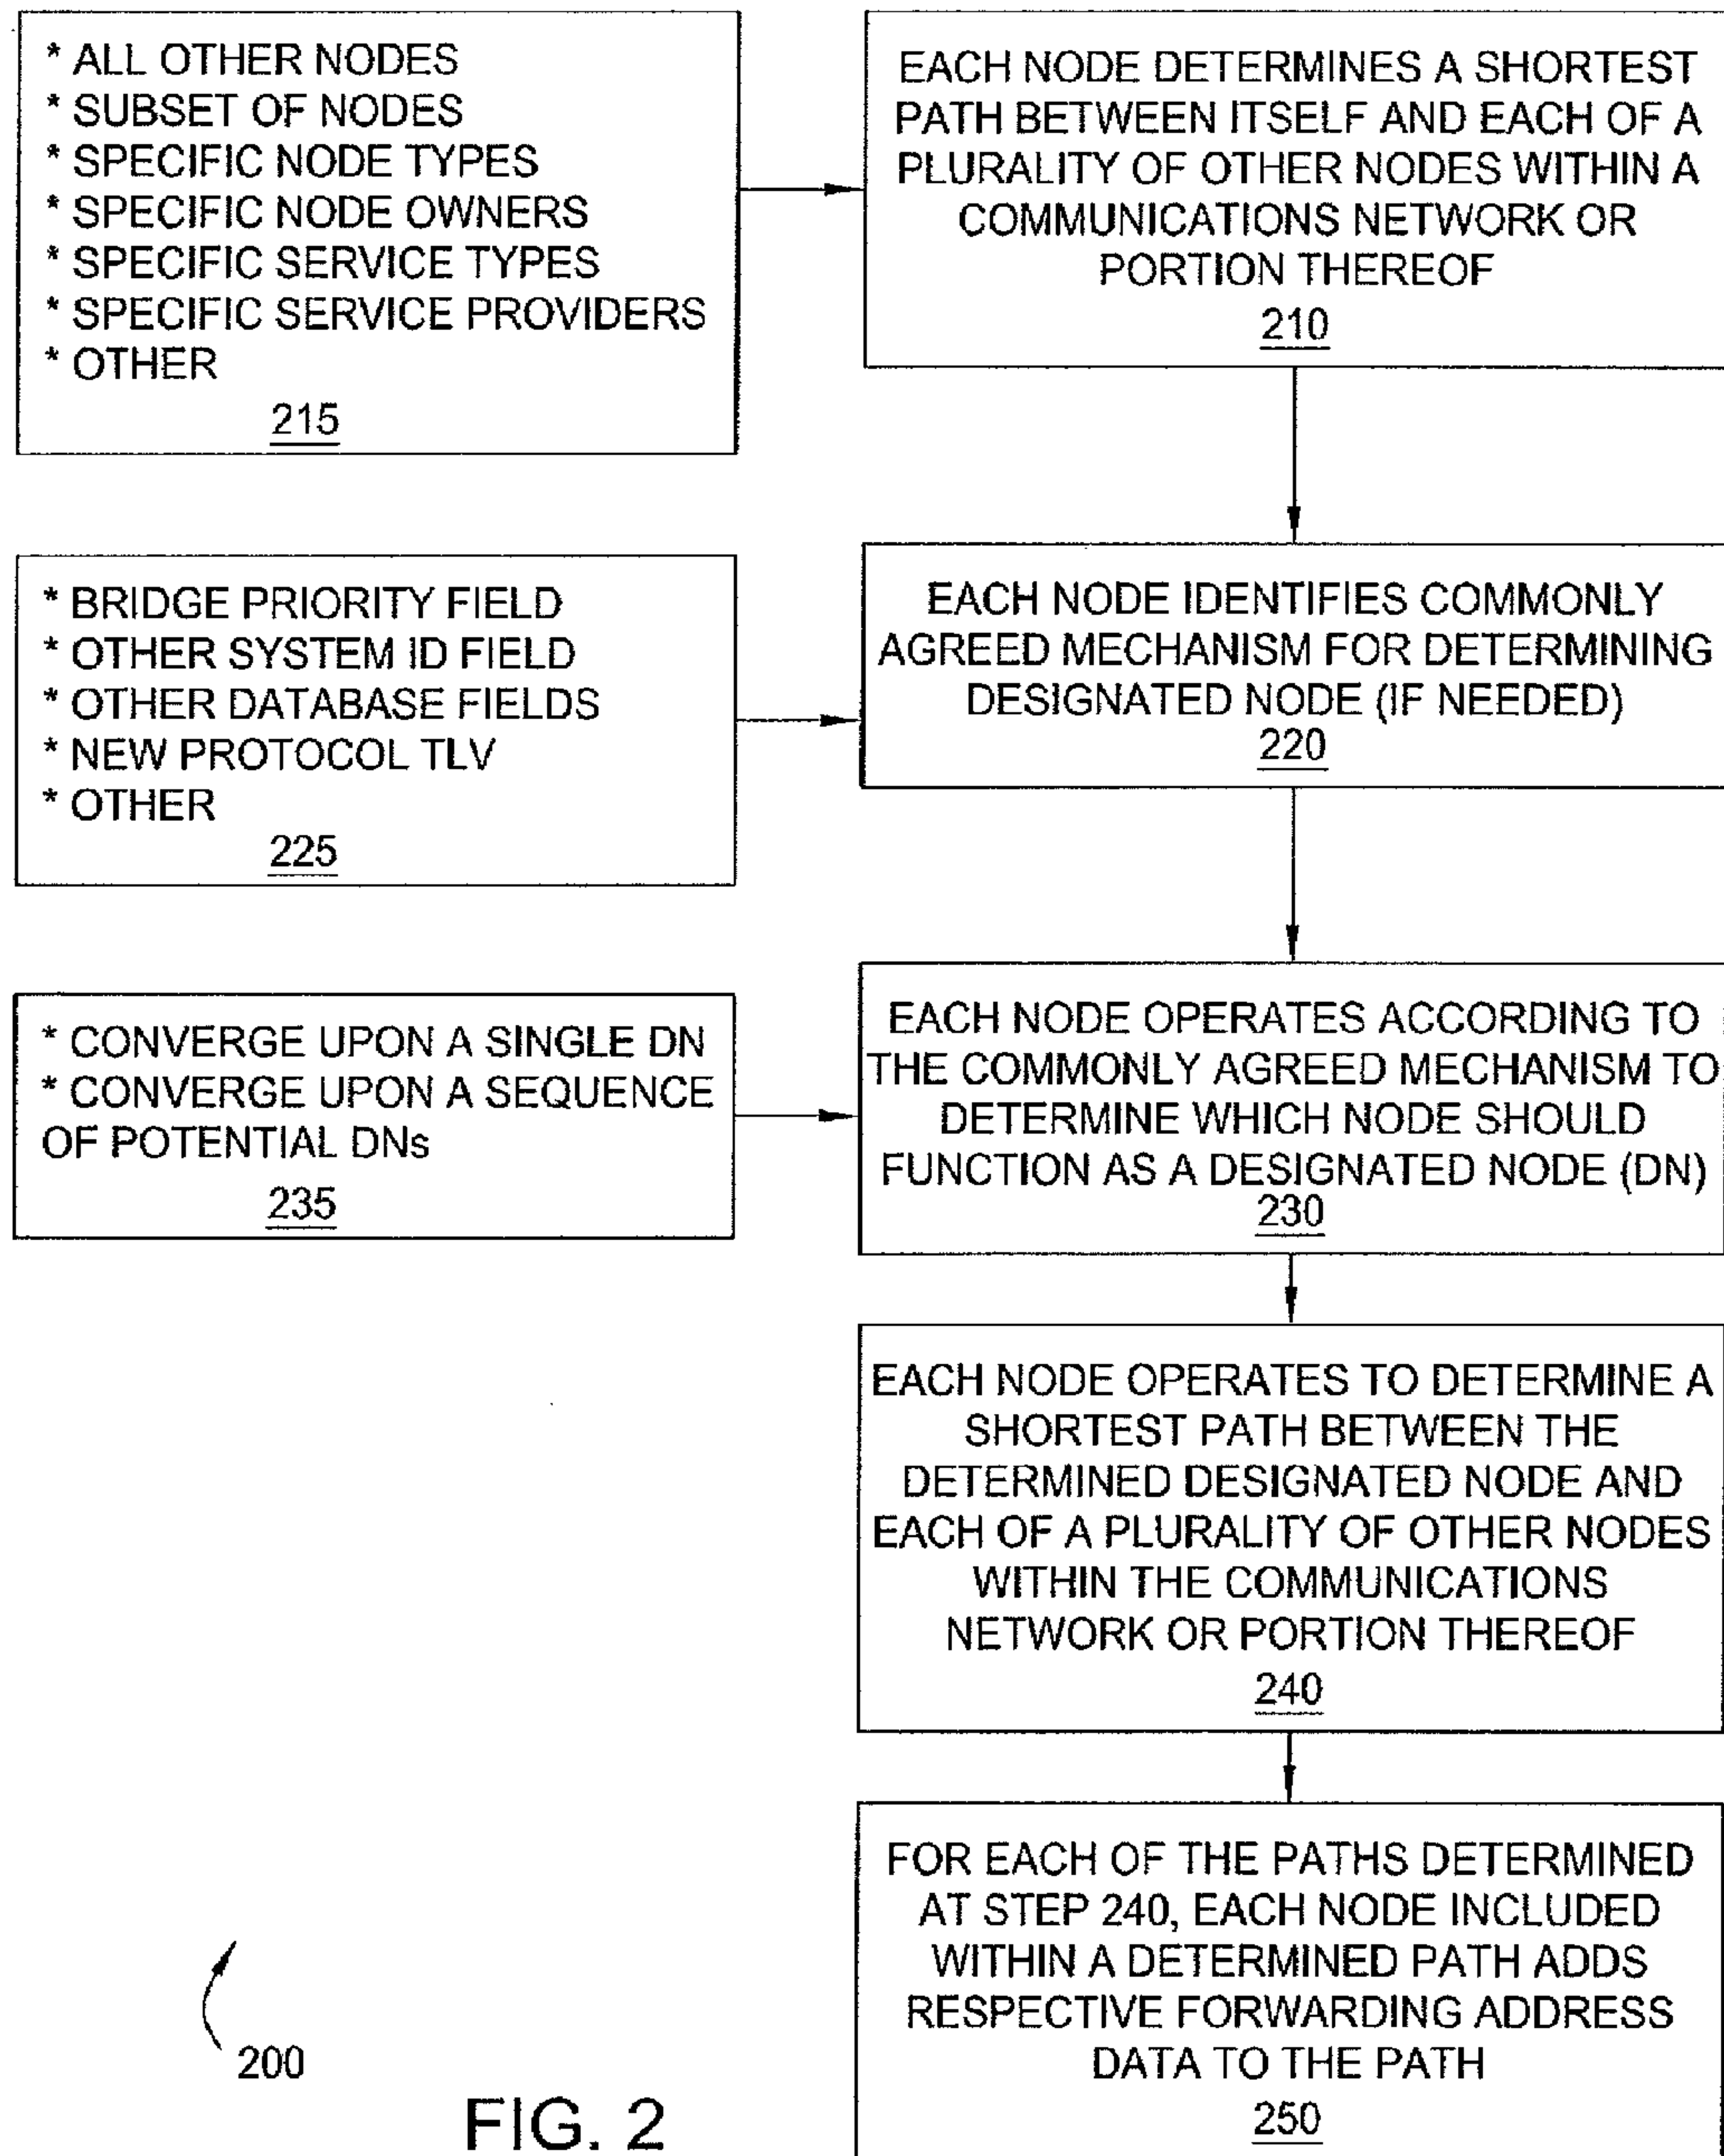 * ALL OTHER NODES
* SUBSET OF NODES
* SPECIFIC NODE TYPES
* SPECIFIC NODE OWNERS
* SPECIFIC SERVICE TYPES
* SPECIFIC SERVICE PROVIDERS
* OTHER
215
EACH NODE DETERMINES A SHORTEST
PATH BETWEEN ITSELF AND EACH OF A
PLURALITY OF OTHER NODES WITHIN A
COMMUNICATIONS NETWORK OR
PORTION THEREOF
210
* BRIDGE PRIORITY FIELD
* OTHER SYSTEM ID FIELD
* OTHER DATABASE FIELDS
* NEW PROTOCOL TLV
* OTHER
225
EACH NODE IDENTIFIES COMMONLY
AGREED MECHANISM FOR DETERMINING
DESIGNATED NODE (IF NEEDED)
220
* CONVERGE UPON A SINGLE DN
* CONVERGE UPON A SEQUENCE
OF POTENTIAL DNs
235
EACH NODE OPERATES ACCORDING TO
THE COMMONLY AGREED MECHANISM TO
DETERMINE WHICH NODE SHOULD
FUNCTION AS A DESIGNATED NODE (DN)
230
EACH NODE OPERATES TO DETERMINE A
SHORTEST PATH BETWEEN THE
DETERMINED DESIGNATED NODE AND
EACH OF A PLURALITY OF OTHER NODES
WITHIN THE COMMUNICATIONS
NETWORK OR PORTION THEREOF
240
FOR EACH OF THE PATHS DETERMINED
AT STEP 240, EACH NODE INCLUDED
WITHIN A DETERMINED PATH ADDS
RESPECTIVE FORWARDING ADDRESS
DATA TO THE PATH
250
200
FIG. 2